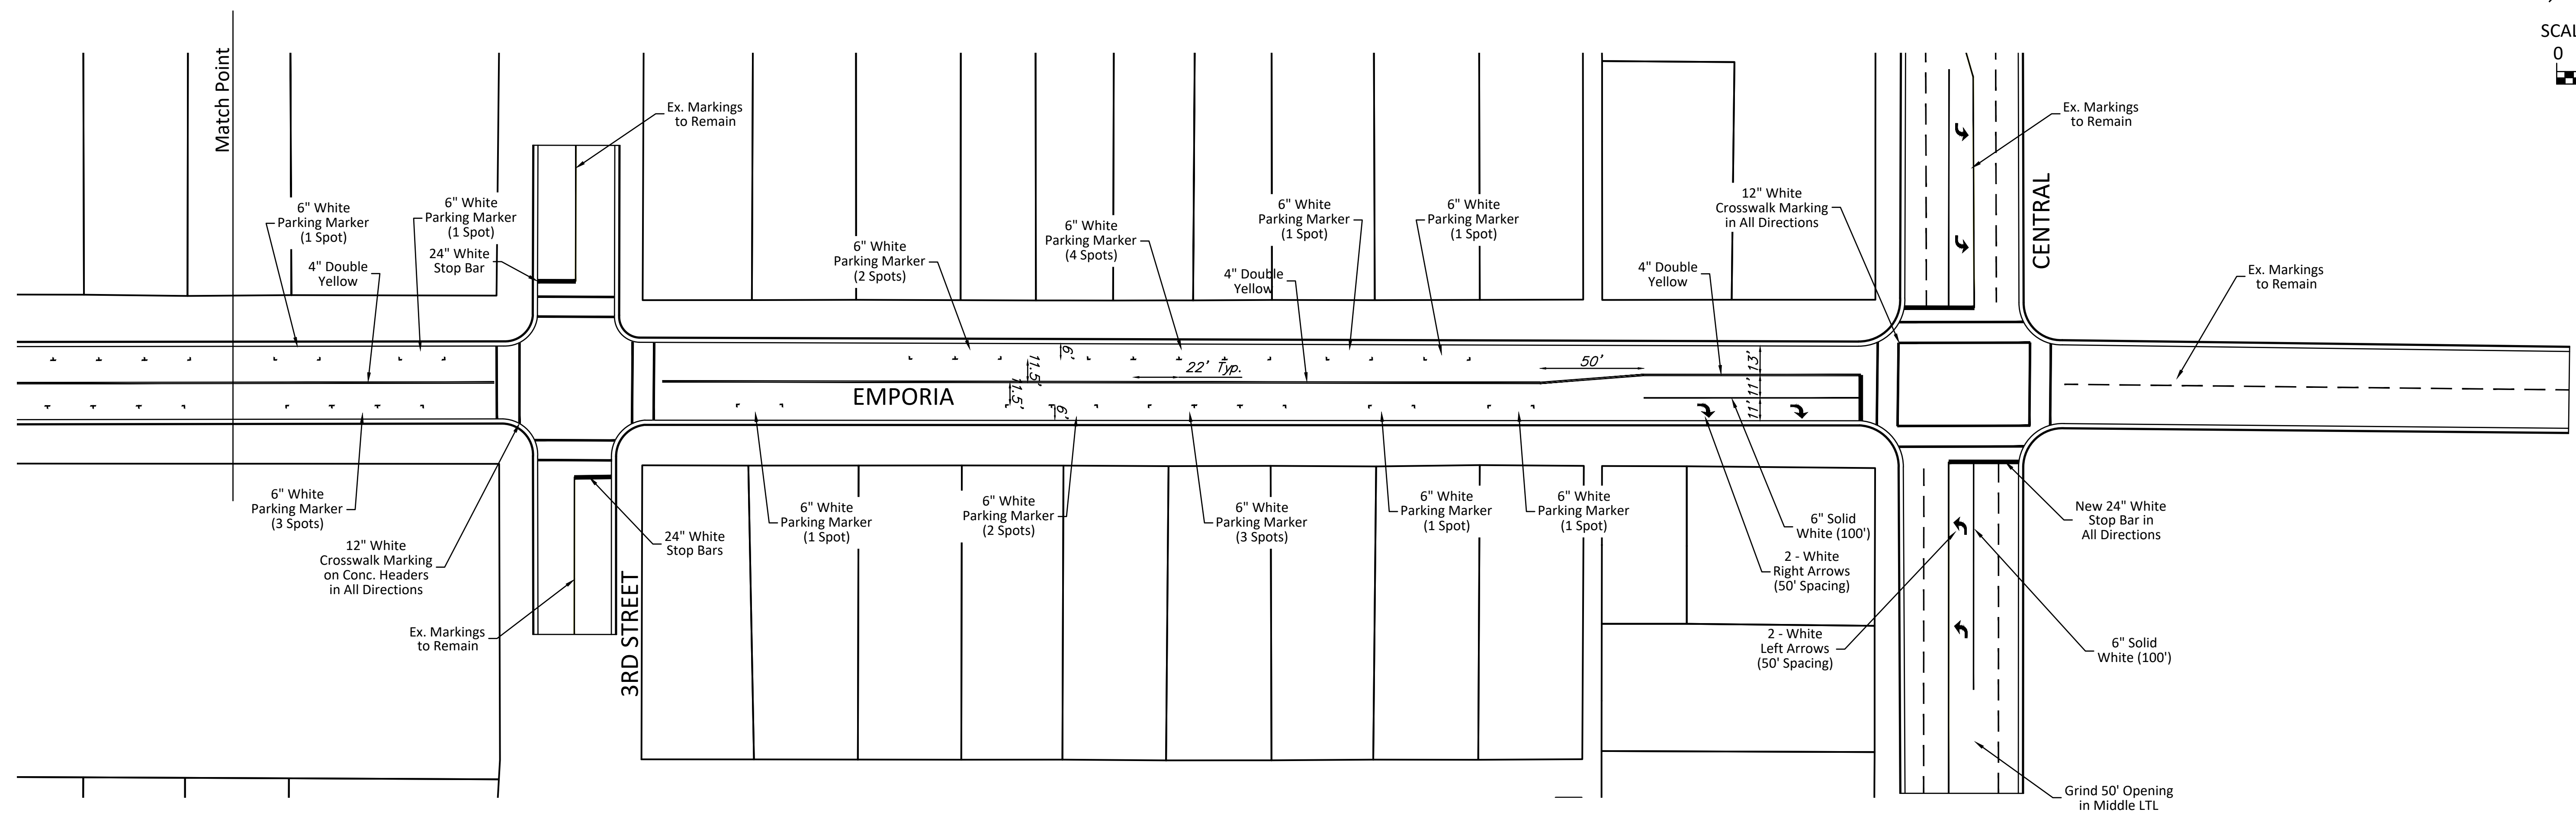 SCAL
0
Match Point
Ex. Markings
to Remain
Ex. Markings
to Remain
CENTRAL
6" White
Parking Marker
(1 Spot)
6" White
Parking Marker
(1 Spot)
24" White
Stop Bar
4" Double
Yellow
6" White
Parking Marker
(2 Spots)
6" White
Parking Marker
(4 Spots)
6" White
Parking Marker
(1 Spot)
6" White
Parking Marker
(1 Spot)
4" Double
Yellow
4" Double
Yellow
12" White
Crosswalk Marking
in All Directions
Ex. Markings
to Remain
6'
11.5'
22' Typ.
50'
13'
11'
11'
11.5'
6'
EMPORIA
6" White
Parking Marker
(3 Spots)
12" White
Crosswalk Marking
on Conc. Headers
in All Directions
24" White
Stop Bars
3RD STREET
Ex. Markings
to Remain
6" White
Parking Marker
(1 Spot)
6" White
Parking Marker
(2 Spots)
6" White
Parking Marker
(3 Spots)
6" White
Parking Marker
(1 Spot)
6" White
Parking Marker
(1 Spot)
6" Solid
White (100')
2 - White
Right Arrows
(50' Spacing)
2 - White
Left Arrows
(50' Spacing)
New 24" White
Stop Bar in
All Directions
6" Solid
White (100')
Grind 50' Opening
in Middle LTL